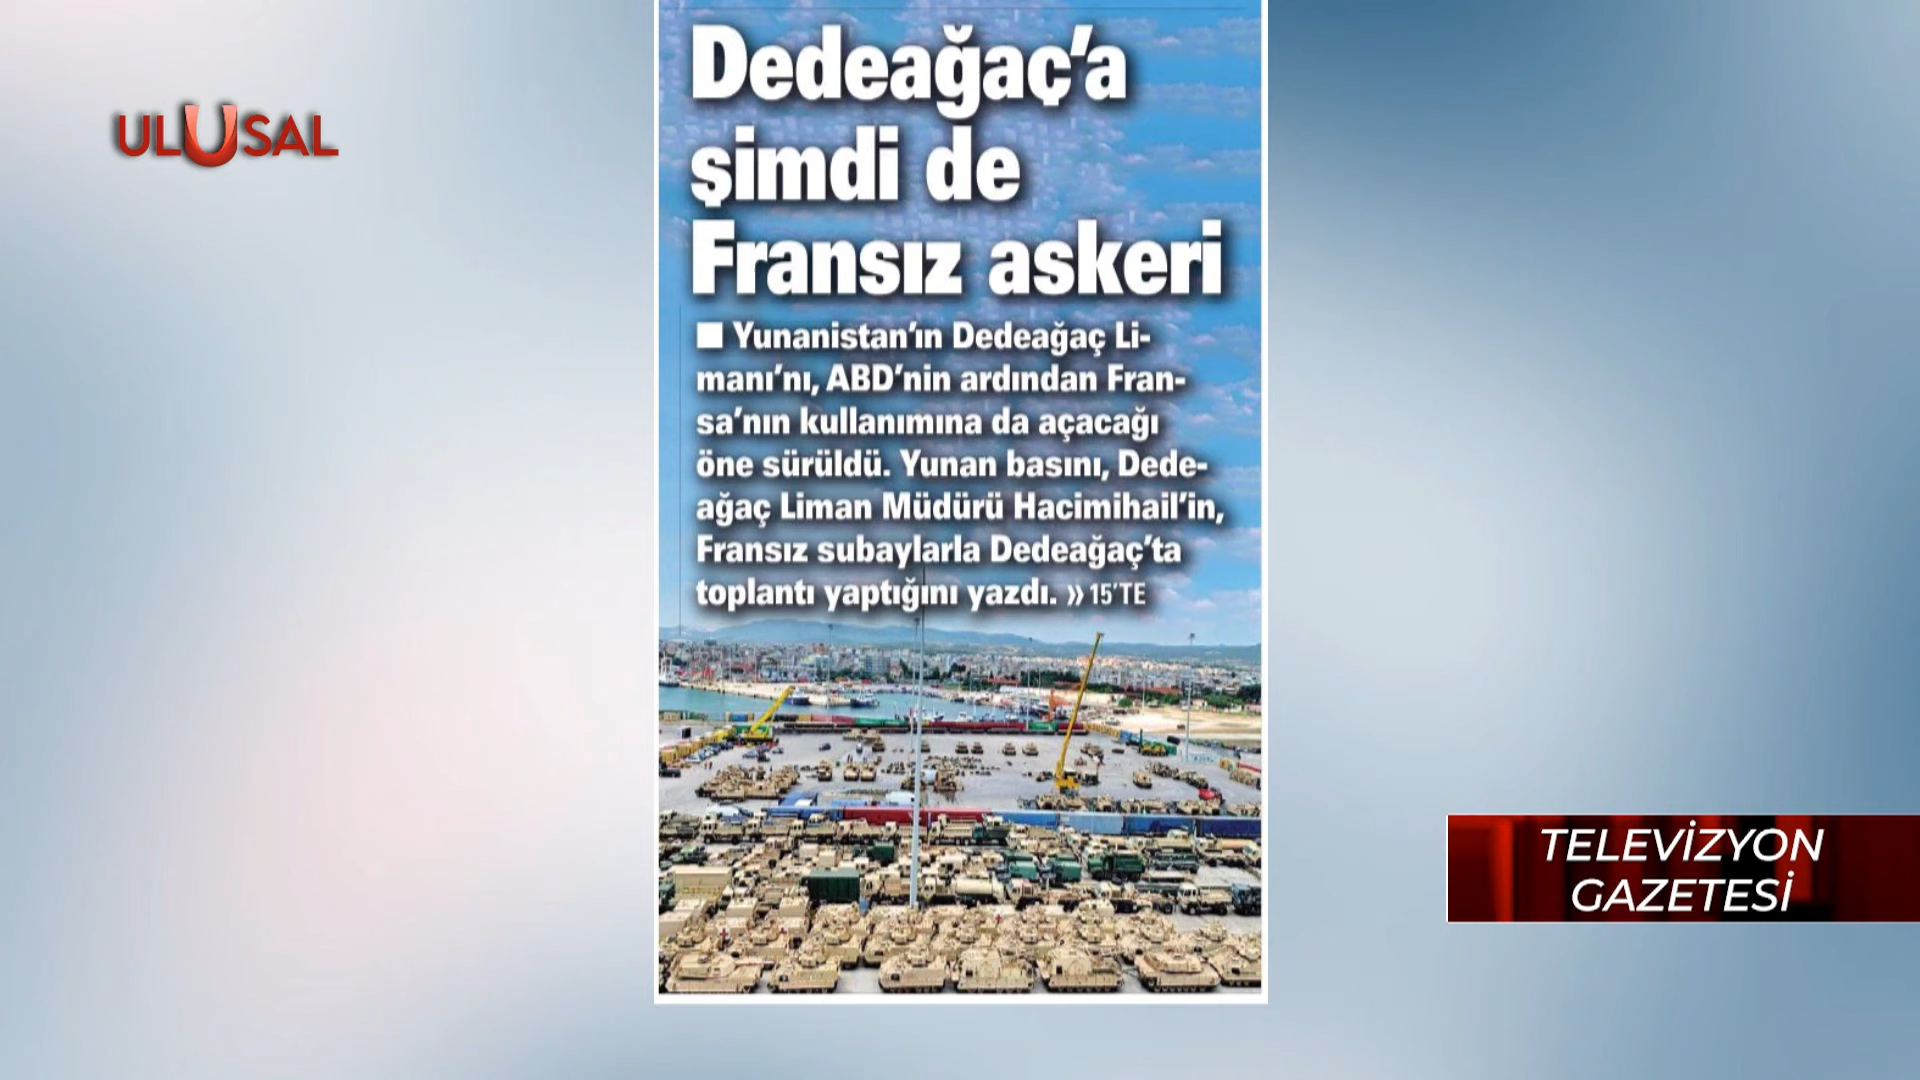 ULUSAL
Dedeağaç’a
şimdi de
Fransız askeri
■ Yunanistan’ın Dedeağaç Li-
manı’nı, ABD’nin ardından Fran-
sa’nın kullanımına da açacağı
öne sürüldü. Yunan basını, Dede-
ağaç Liman Müdürü Hacimihail’in,
Fransız subaylarla Dedeağaç’ta
toplantı yaptığını yazdı. » 15’TE
TELEVİZYON
GAZETESİ